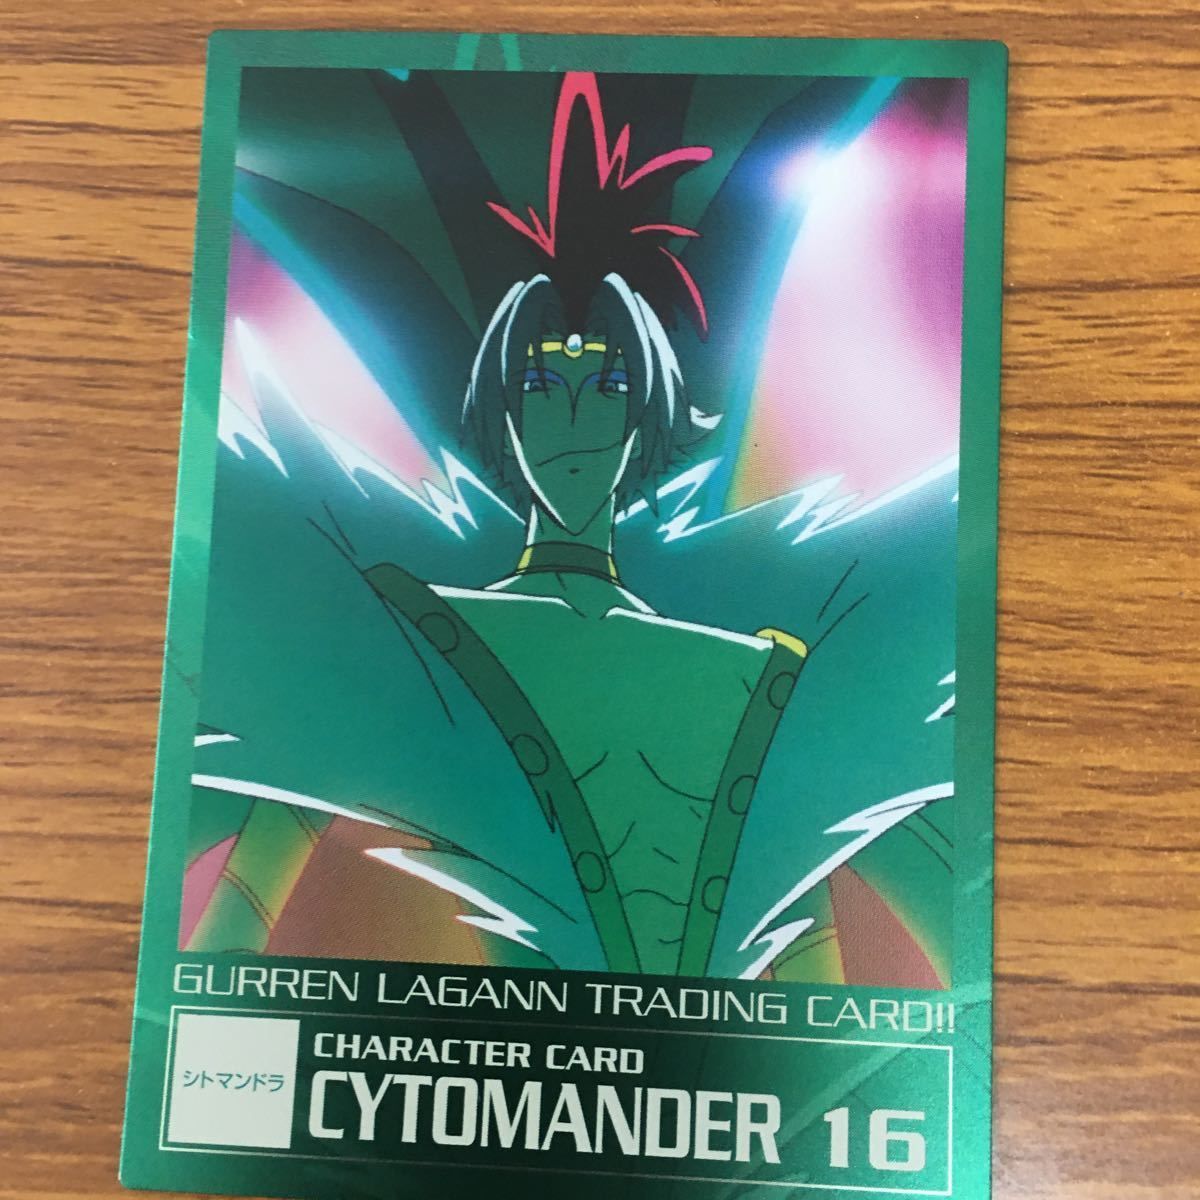 GURREN LAGANN TRADING CARD!!
シトマンドラ
CHARACTER CARD
CYTOMANDER 16